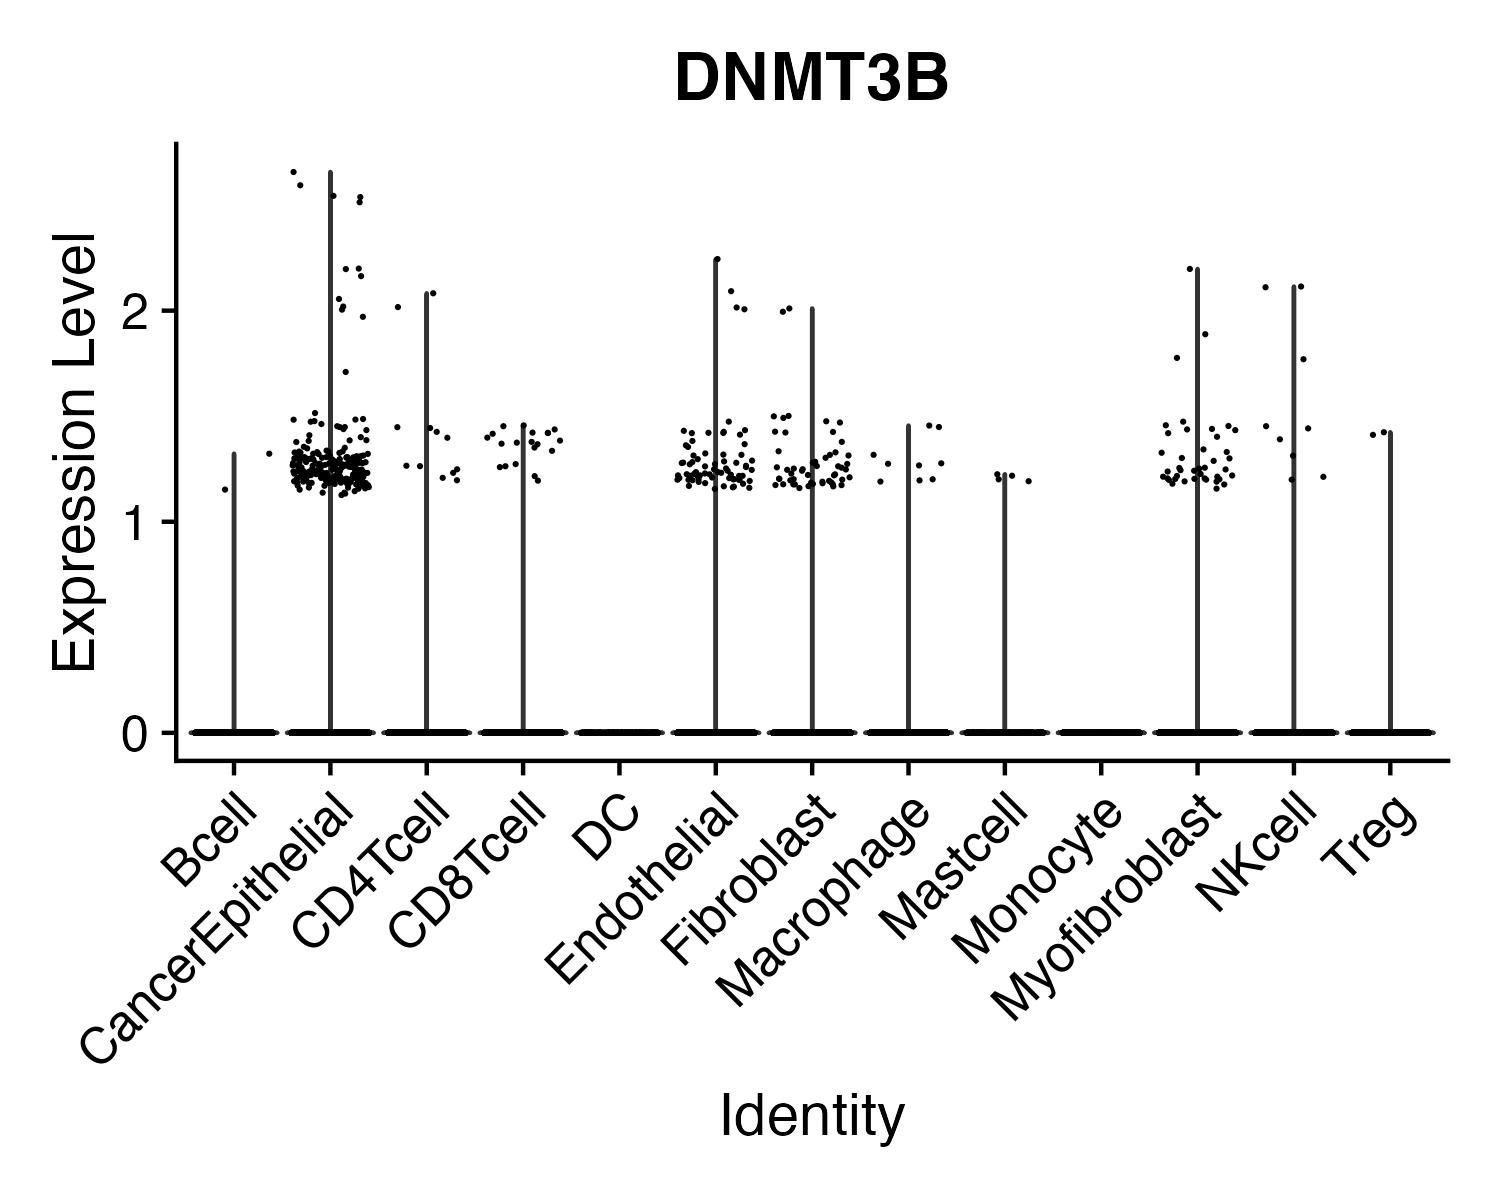 DNMT3B
Expression Level
2
1
0
Bcell
CancerEpithelial
CD4Tcell
CD8Tcell
DC
Endothelial
Fibroblast
Macrophage
Mastcell
Monocyte
Myofibroblast
NKcell
Treg
Identity